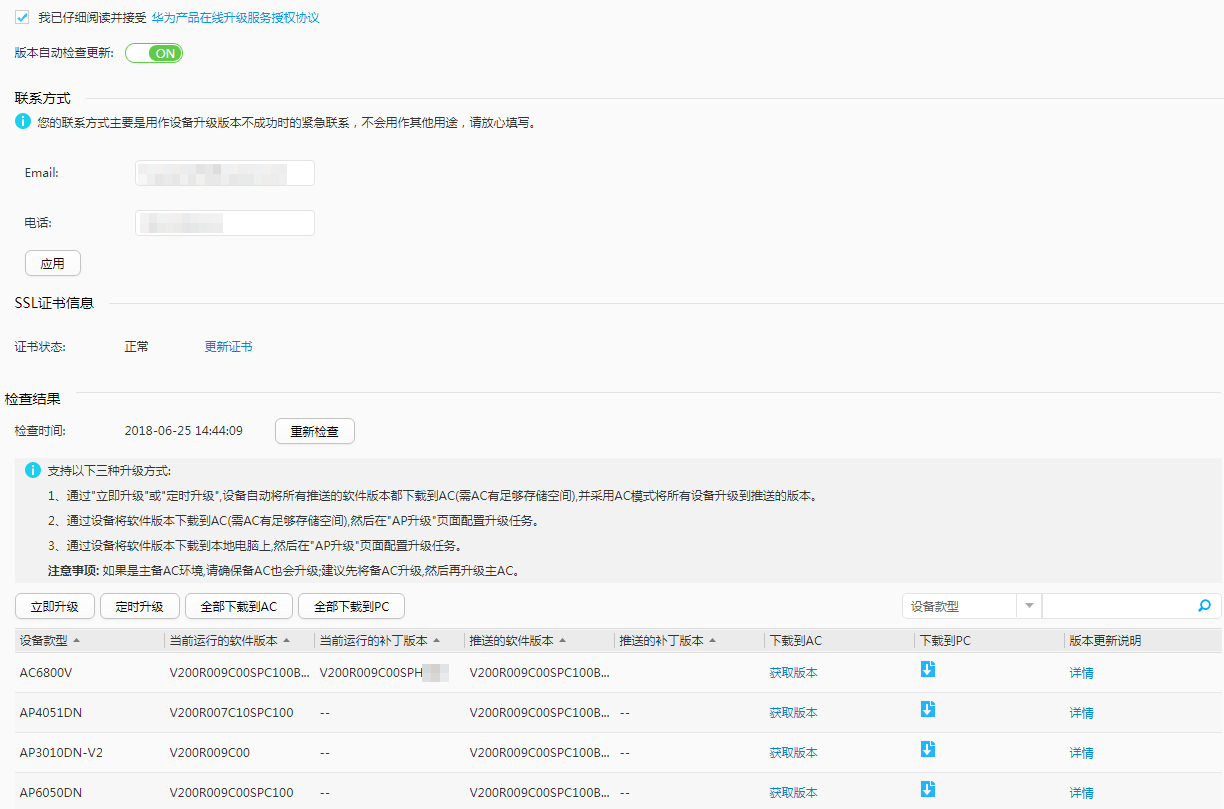 我已仔细阅读并接受 华为产品在线升级服务授权协议
版本自动检查更新: ON
联系方式
您的联系方式主要是用作设备升级版本不成功时的紧急联系，不会用作其他用途，请放心填写。
Email:
电话:
应用
SSL证书信息
证书状态: 正常 更新证书
检查结果
检查时间: 2018-06-25 14:44:09 重新检查
支持以下三种升级方式:
1、通过"立即升级"或"定时升级",设备自动将所有推送的软件版本都下载到AC(需AC有足够存储空间),并采用AC模式将所有设备升级到推送的版本。
2、通过设备将软件版本下载到AC(需AC有足够存储空间),然后在"AP升级"页面配置升级任务。
3、通过设备将软件版本下载到本地电脑上,然后在"AP升级"页面配置升级任务。
注意事项: 如果是主备AC环境,请确保备AC也会升级;建议先将备AC升级,然后再升级主AC。
立即升级 定时升级 全部下载到AC 全部下载到PC 设备款型
设备款型 当前运行的软件版本 当前运行的补丁版本 推送的软件版本 推送的补丁版本 下载到AC 下载到PC 版本更新说明
AC6800V V200R009C00SPC100B... V200R009C00SPH V200R009C00SPC100B... 获取版本 详情
AP4051DN V200R007C10SPC100 -- V200R009C00SPC100B... -- 获取版本 详情
AP3010DN-V2 V200R009C00 -- V200R009C00SPC100B... -- 获取版本 详情
AP6050DN V200R009C00SPC100 -- V200R009C00SPC100B... -- 获取版本 详情